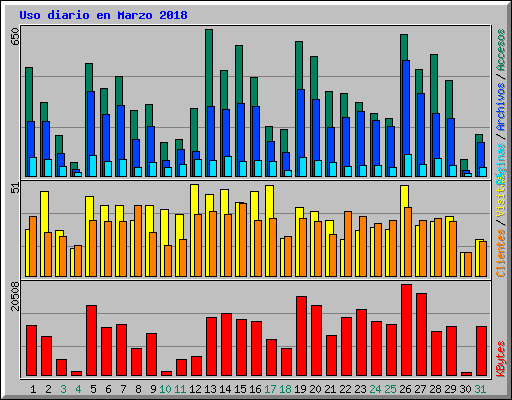 Uso diario en Marzo 2018
650
51
20508
Clientes / Visitas
Páginas / Archivos / Accesos
KBytes
1 2 3 4 5 6 7 8 9 10 11 12 13 14 15 16 17 18 19 20 21 22 23 24 25 26 27 28 29 30 31